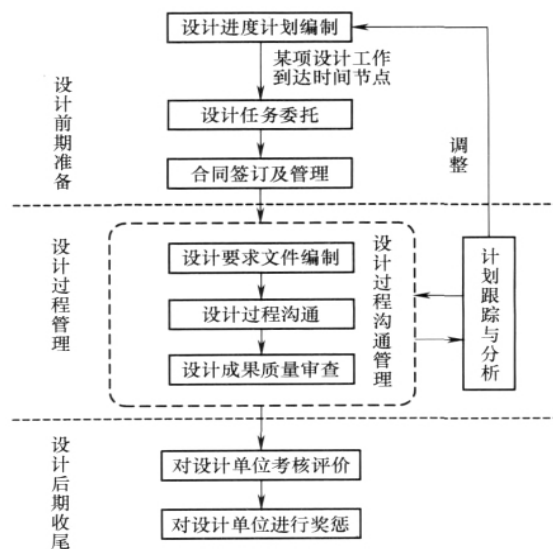 设计进度计划编制
某项设计工作
到达时间节点
设计前期准备
设计任务委托
合同签订及管理
调整
设计过程管理
设计要求文件编制
设计过程沟通
设计成果质量审查
设计过程沟通管理
计划跟踪与分析
设计后期收尾
对设计单位考核评价
对设计单位进行奖惩